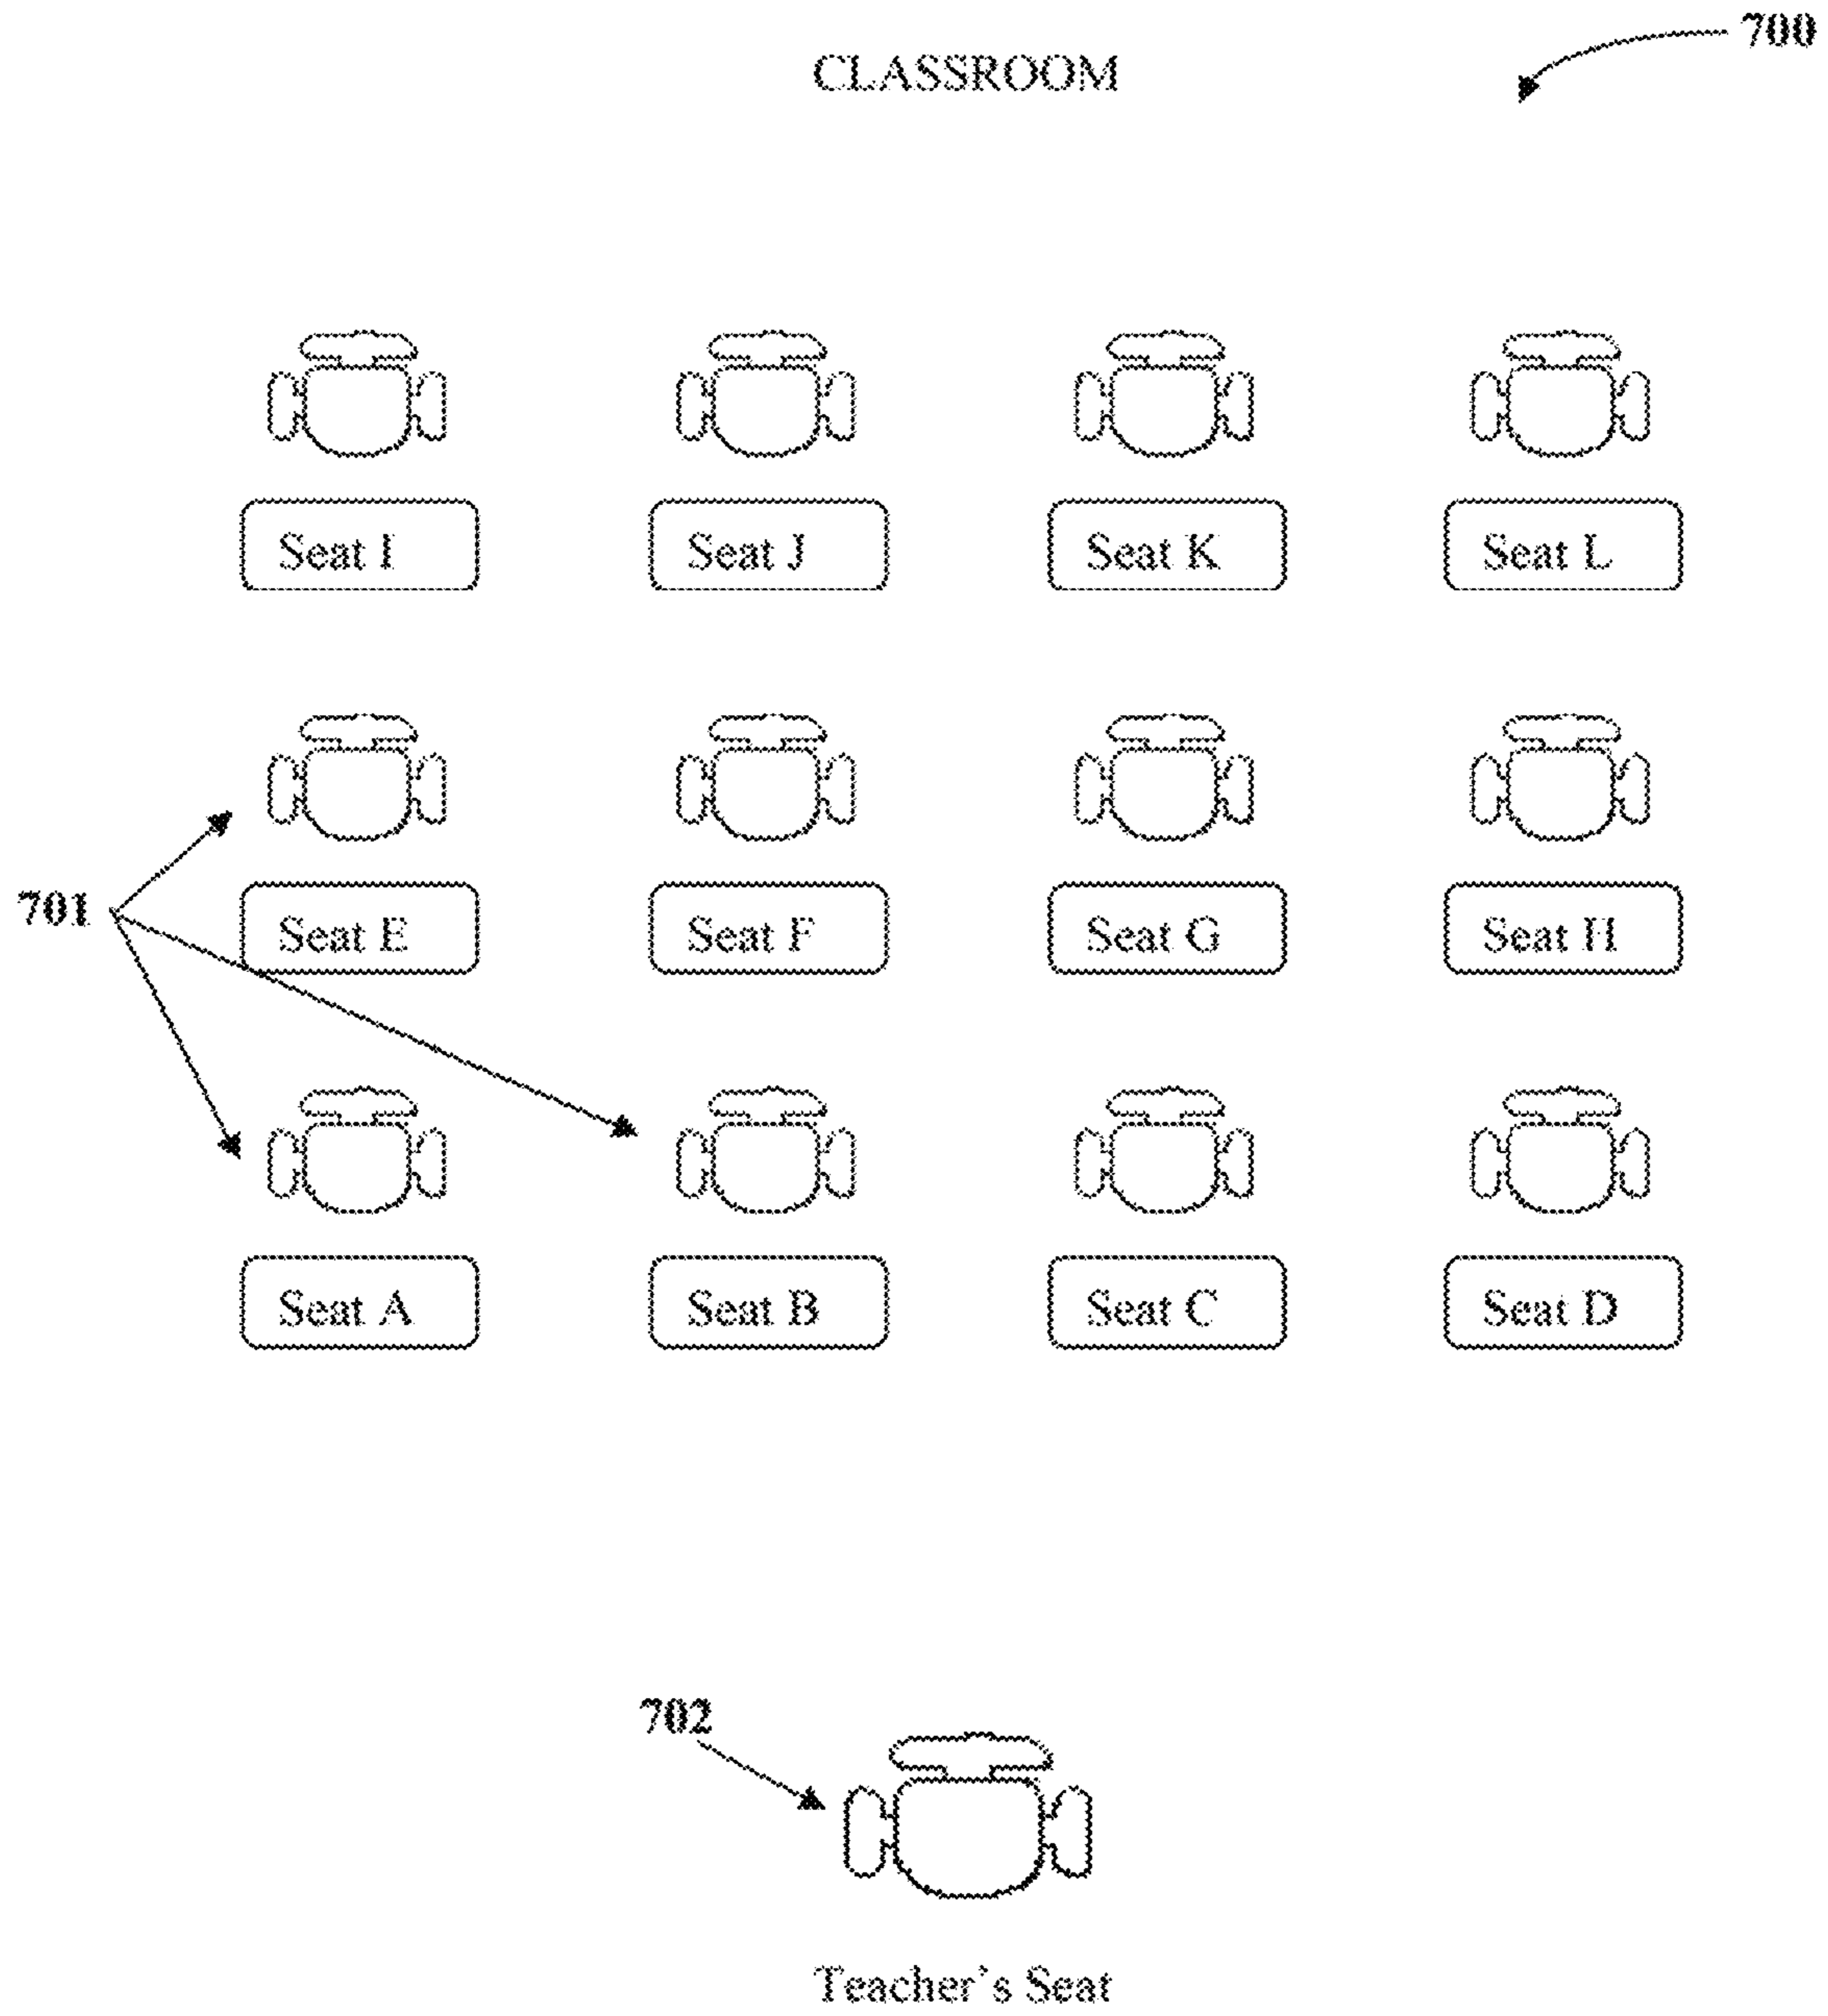 700
CLASSROOM
Seat I
Seat J
Seat K
Seat L
701
Seat E
Seat F
Seat G
Seat H
Seat A
Seat B
Seat C
Seat D
702
Teacher's Seat